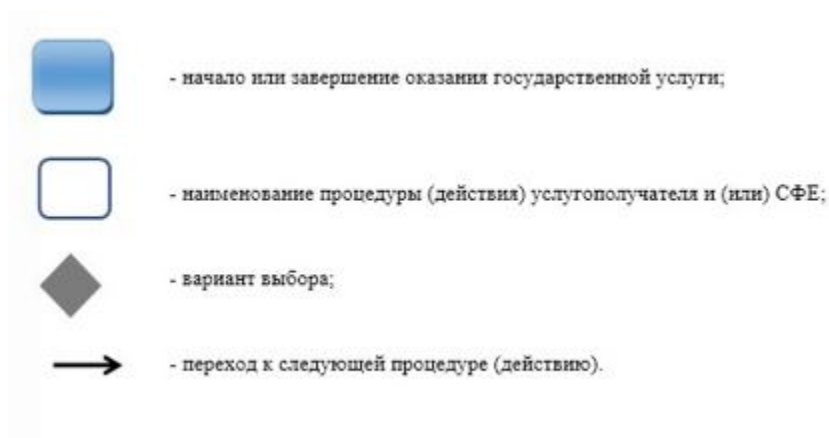 - начало или завершение оказания государственной услуги;
- наименование процедуры (действия) услугополучателя и (или) СФЕ;
- вариант выбора;
- переход к следующей процедуре (действию).